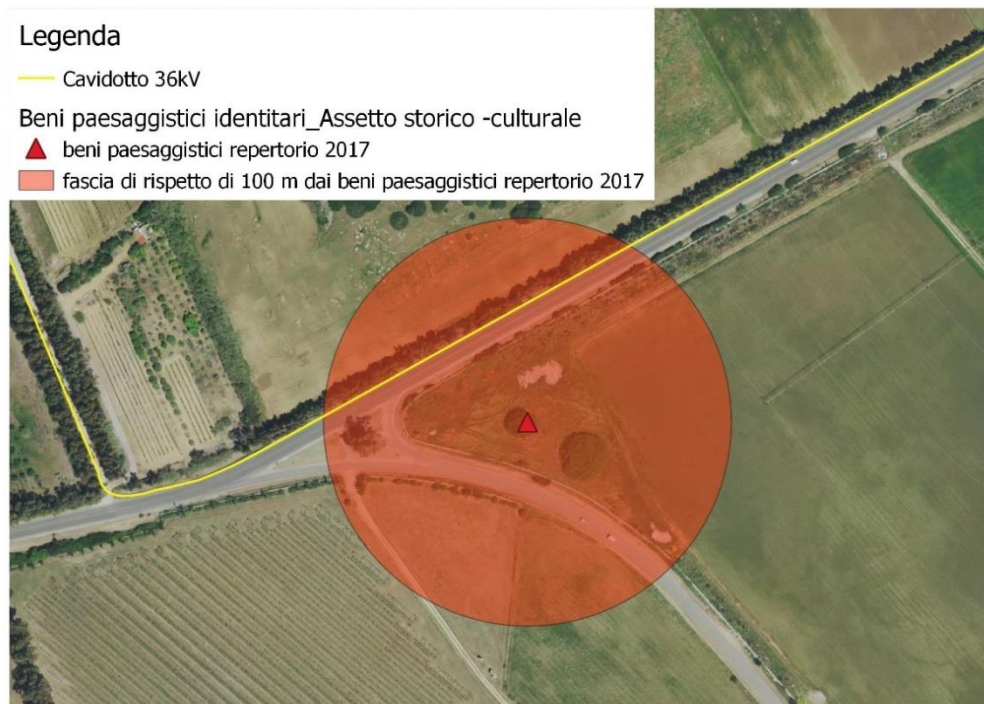 Legenda
Cavidotto 36kV
Beni paesaggistici identitari_Assetto storico -culturale
beni paesaggistici repertorio 2017
fascia di rispetto di 100 m dai beni paesaggistici repertorio 2017